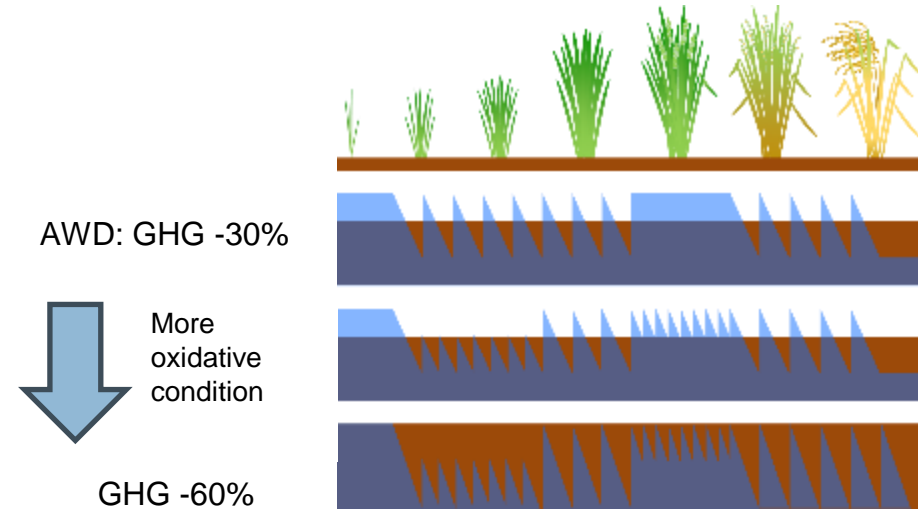 AWD: GHG -30%
More
oxidative
condition
GHG -60%